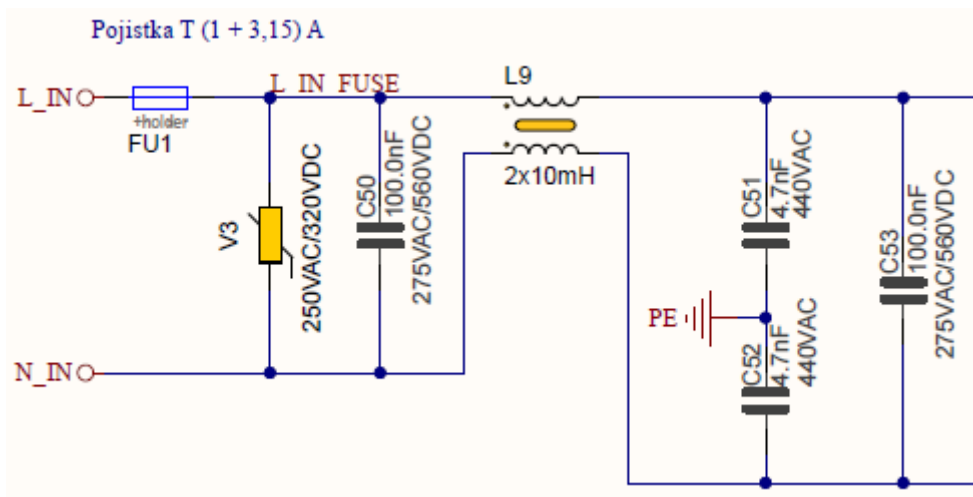 Pojistka T (1 + 3,15) A
L_IN
+holder
FU1
L_IN_FUSE
L9
2x10mH
V3
250VAC/320VDC
C50
100.0nF
275VAC/560VDC
N_IN
C51
4.7nF
440VAC
PE
C52
4.7nF
440VAC
C53
100.0nF
275VAC/560VDC